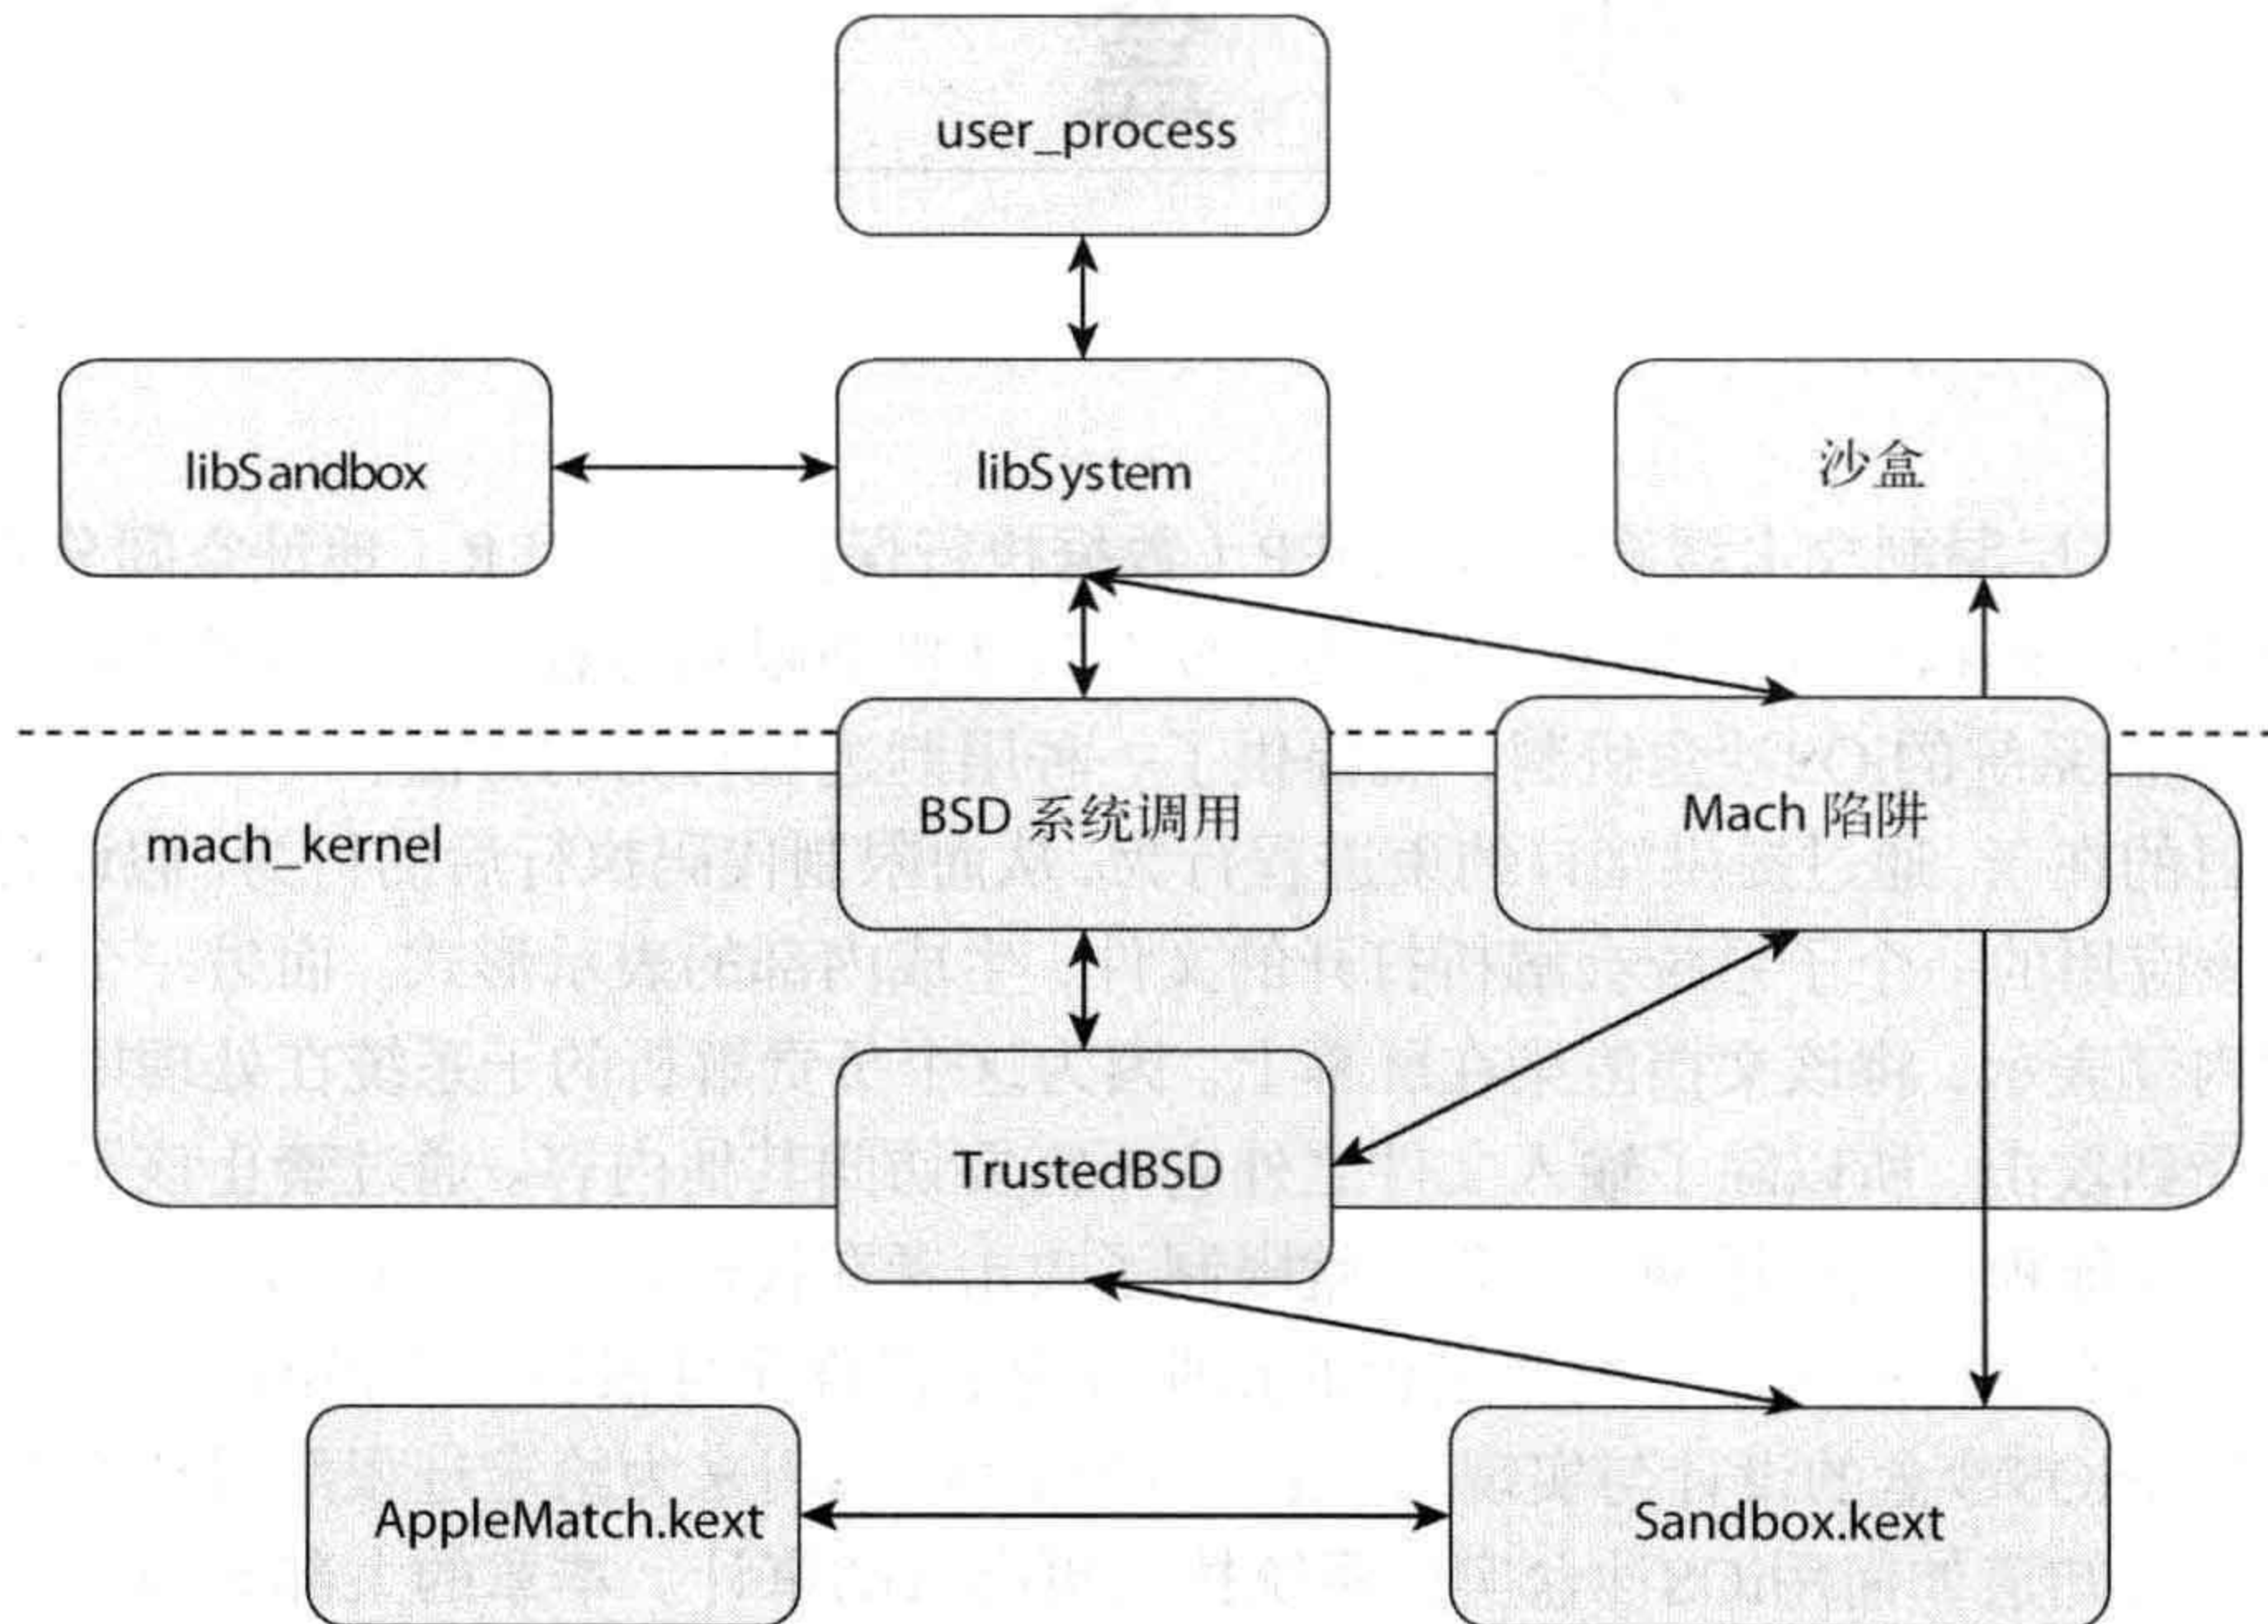 user_process
libSandbox
libSystem
沙盒
BSD 系统调用
Mach 陷阱
mach_kernel
TrustedBSD
AppleMatch.kext
Sandbox.kext